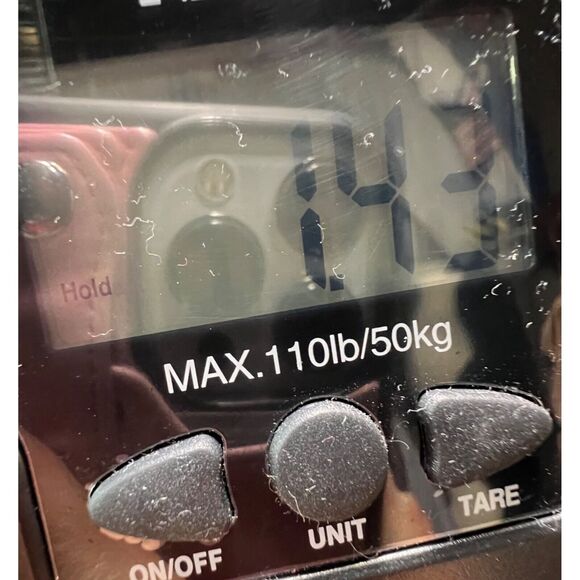 1.43
Hold
MAX.110lb/50kg
ON/OFF
UNIT
TARE